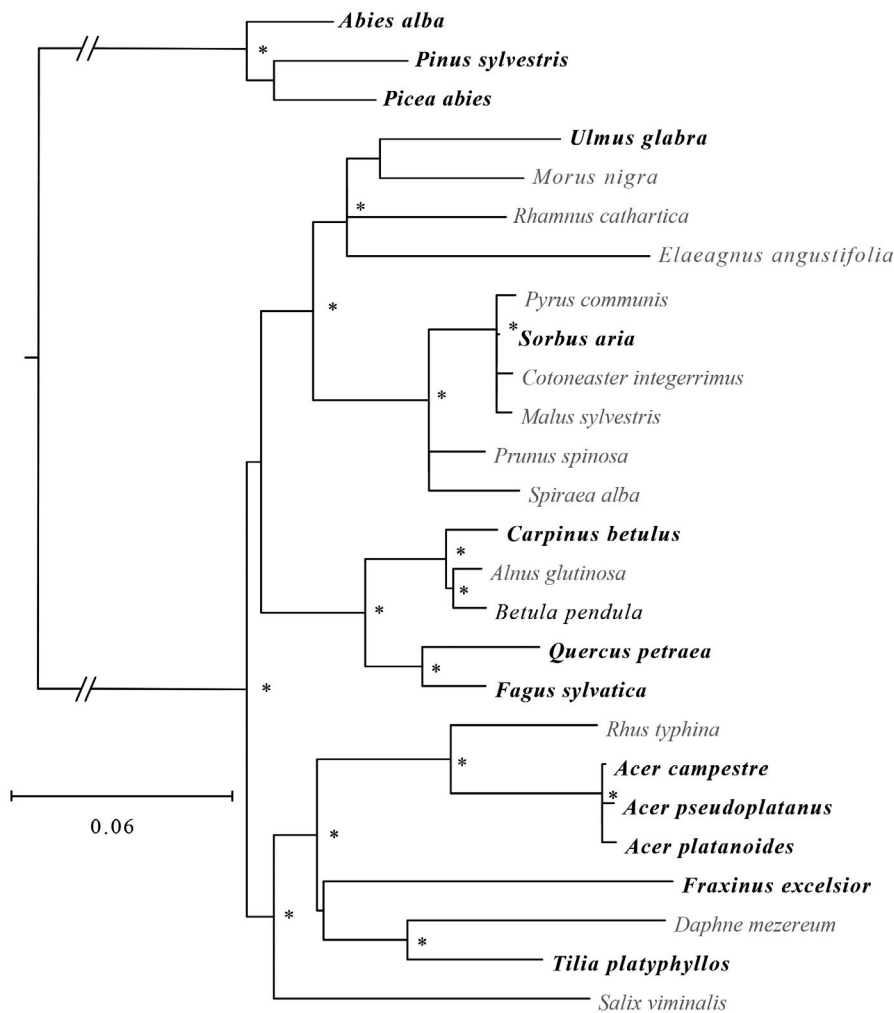 Abies alba
*
Pinus sylvestris
Picea abies
Ulmus glabra
Morus nigra
*
Rhamnus cathartica
Elaeagnus angustifolia
Pyrus communis
*
*
Sorbus aria
Cotoneaster integerrimus
*
Malus sylvestris
Prunus spinosa
Spiraea alba
Carpinus betulus
*
Alnus glutinosa
*
Betula pendula
*
Quercus petraea
*
Fagus sylvatica
*
Rhus typhina
*
Acer campestre
*
Acer pseudoplatanus
0.06
*
Acer platanoides
Fraxinus excelsior
*
Daphne mezereum
*
Tilia platyphyllos
Salix viminalis